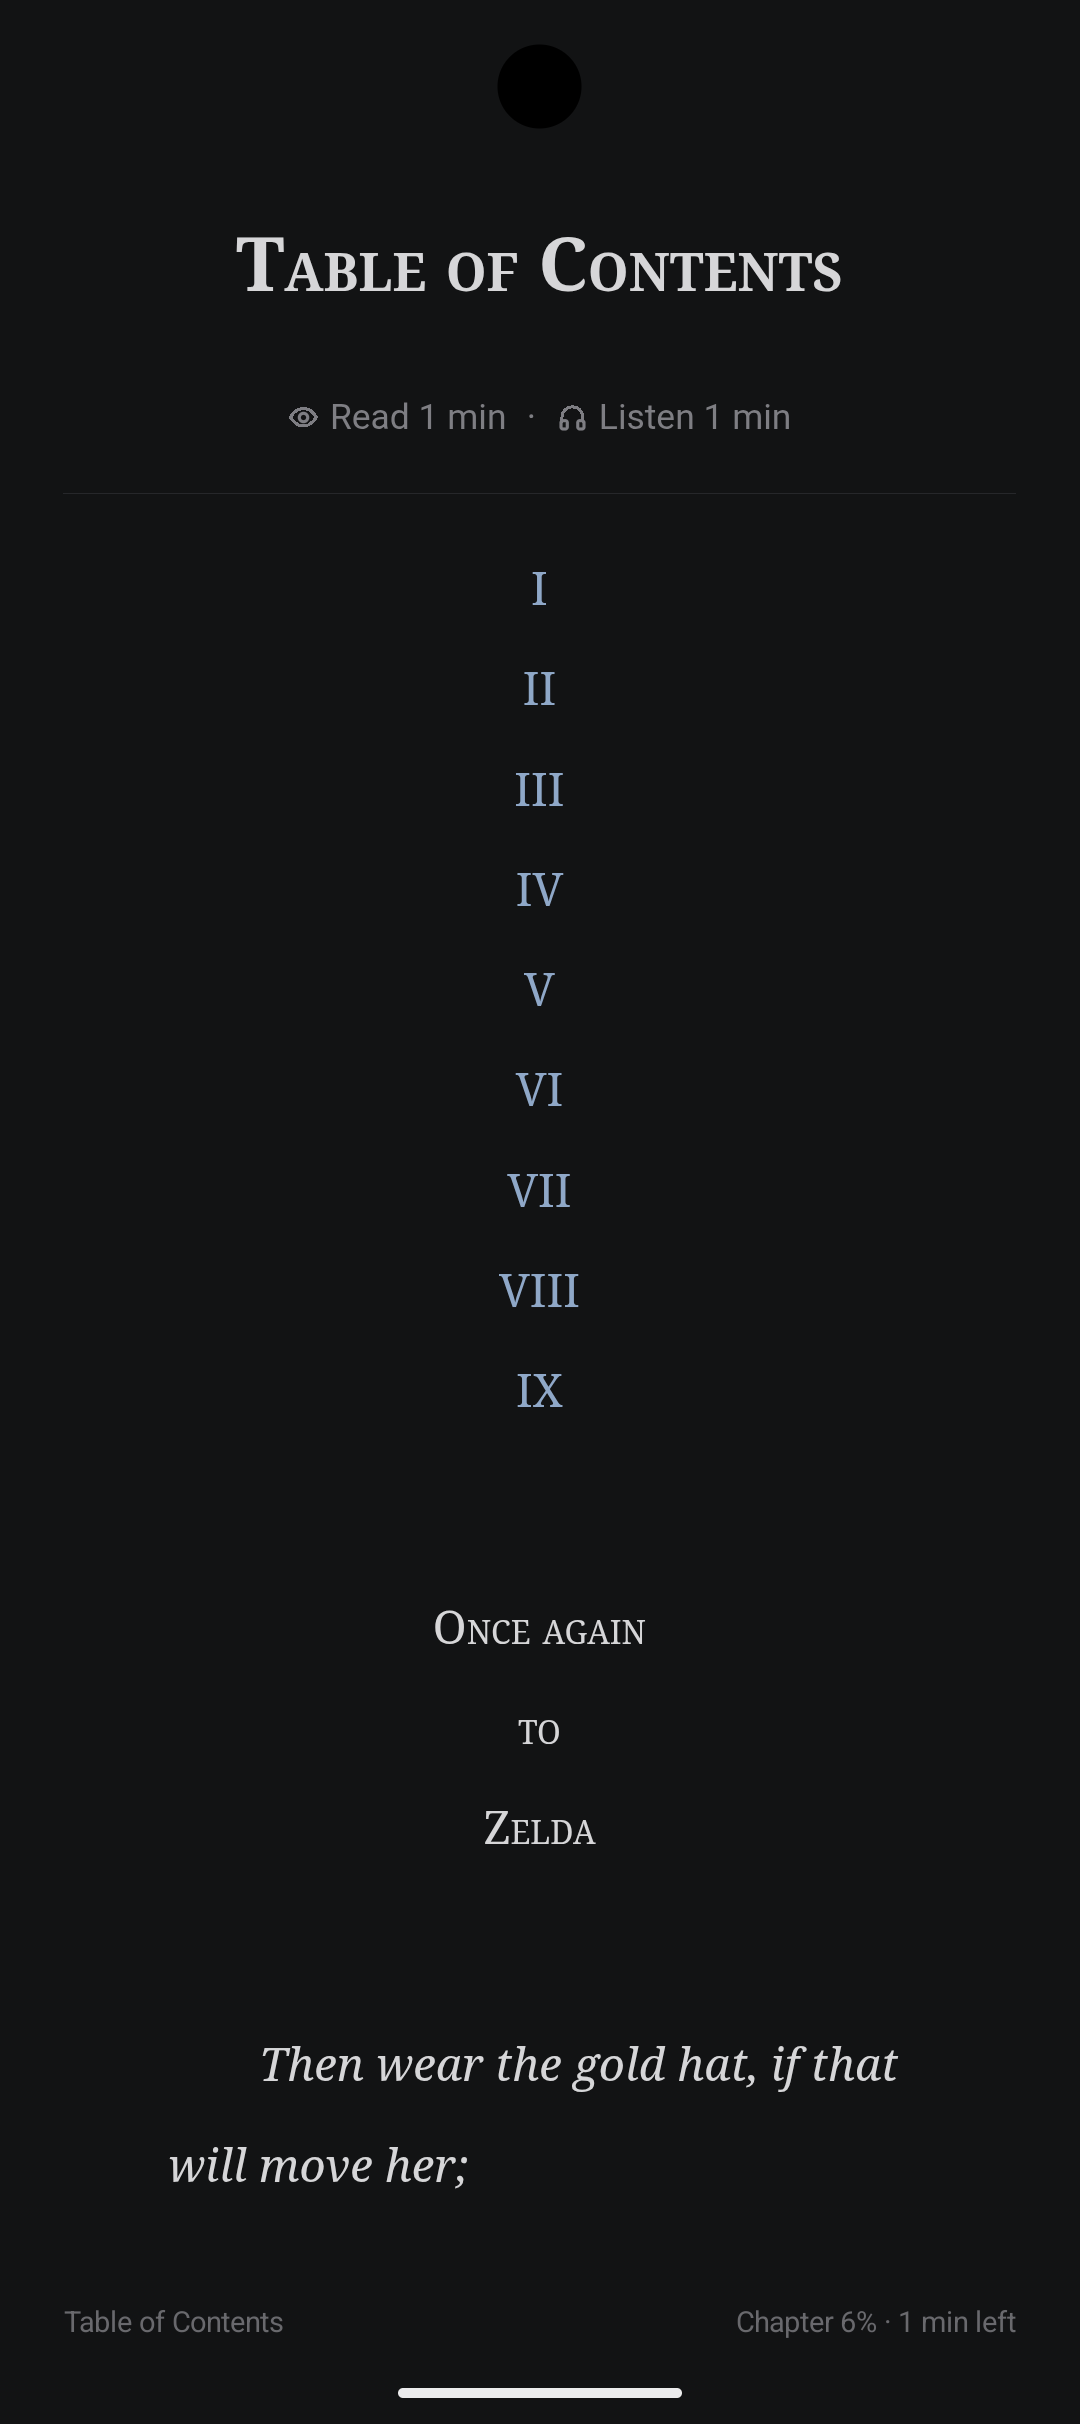 Table of Contents
Read 1 min · Listen 1 min
I
II
III
IV
V
VI
VII
VIII
IX
Once again
to
Zelda
Then wear the gold hat, if that
will move her;
Table of Contents
Chapter 6% · 1 min left